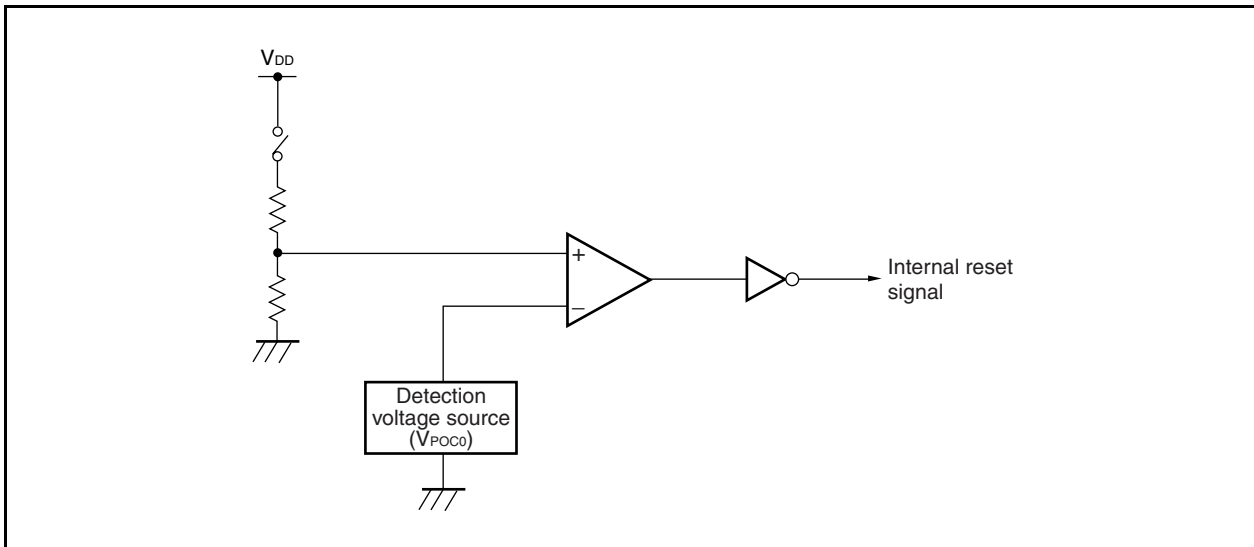 VDD
+
−
Internal reset
signal
Detection
voltage source
(VPOC0)